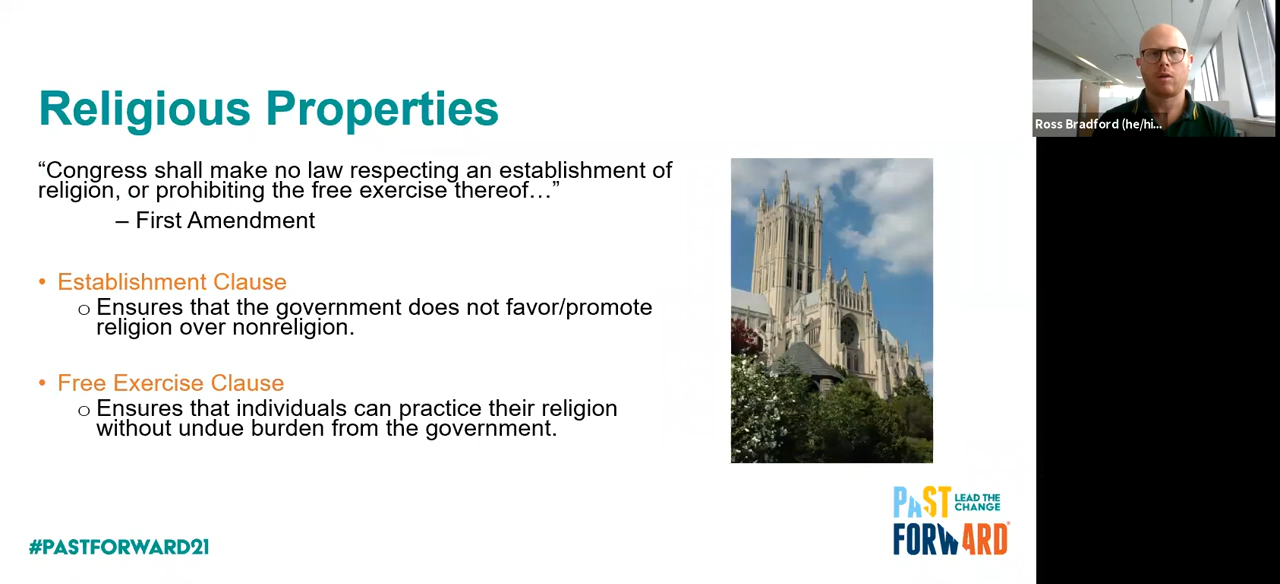 Religious Properties
“Congress shall make no law respecting an establishment of
religion, or prohibiting the free exercise thereof…”
– First Amendment
• Establishment Clause
o Ensures that the government does not favor/promote
religion over nonreligion.
• Free Exercise Clause
o Ensures that individuals can practice their religion
without undue burden from the government.
#PASTFORWARD21
PAST LEAD THE
CHANGE
FORWARD®
Ross Bradford (he/hi...